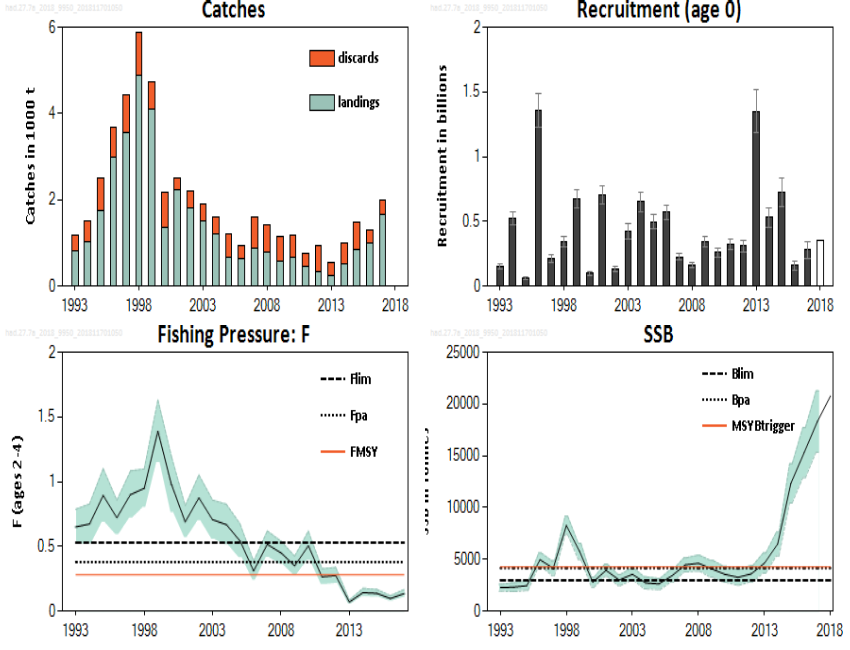 Catches
6
4
2
0
Catches in 1000 t
discards
landings
1993
1998
2003
2008
2013
2018
Recruitment (age 0)
2
1.5
1
0.5
0
Recruitment in billions
1993
1998
2003
2008
2013
2018
Fishing Pressure: F
2
1.5
1
0.5
0
F (ages 2-4)
Flim
Fpa
FMSY
1993
1998
2003
2008
2013
SSB
25000
20000
15000
10000
5000
0
SSB in tonnes
Blim
Bpa
MSYBtrigger
1993
1998
2003
2008
2013
2018